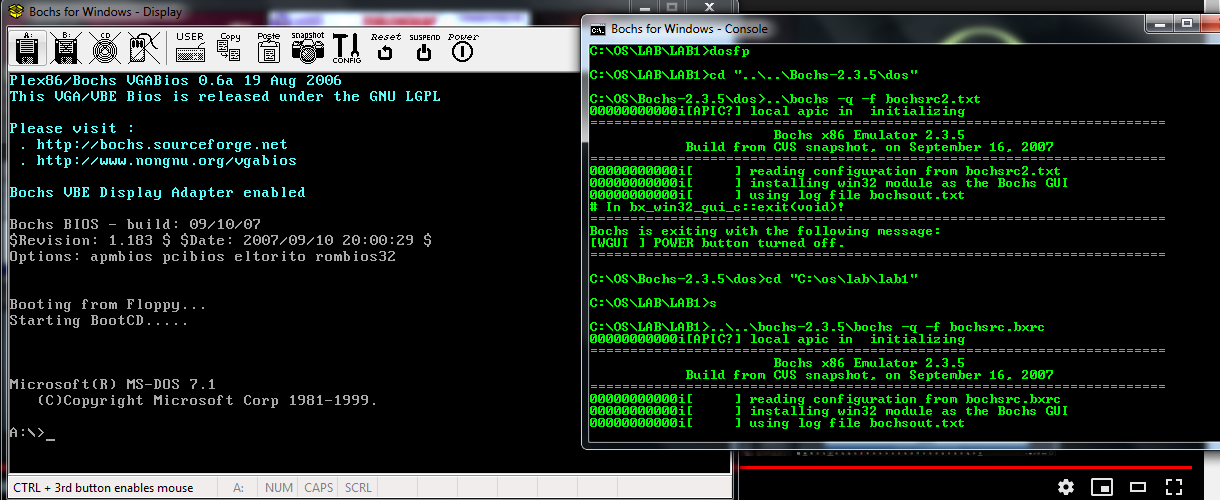 Bochs for Windows - Display
A:
B:
CD
USER
Copy
Paste
snapshot
CONFIG
Reset
SUSPEND
Power
Plex86/Bochs VGABios 0.6a 19 Aug 2006
This VGA/VBE Bios is released under the GNU LGPL
Please visit :
. http://bochs.sourceforge.net
. http://www.nongnu.org/vgabios
Bochs VBE Display Adapter enabled
Bochs BIOS - build: 09/10/07
$Revision: 1.183 $ $Date: 2007/09/10 20:00:29 $
Options: apmbios pcibios eltorito rombios32
Booting from Floppy...
Starting BootCD.....
Microsoft(R) MS-DOS 7.1
(C)Copyright Microsoft Corp 1981-1999.
A:\>_
CTRL + 3rd button enables mouse
A:
NUM
CAPS
SCRL
Bochs for Windows - Console
C:\OS\LAB\LAB1>dosfp
C:\OS\LAB\LAB1>cd "..\..\Bochs-2.3.5\dos"
C:\OS\Bochs-2.3.5\dos>..\bochs -q -f bochsrc2.txt
00000000000i[APIC?] local apic in  initializing
========================================================================
Bochs x86 Emulator 2.3.5
Build from CVS snapshot, on September 16, 2007
========================================================================
00000000000i[     ] reading configuration from bochsrc2.txt
00000000000i[     ] installing win32 module as the Bochs GUI
00000000000i[     ] using log file bochsout.txt
# In bx_win32_gui_c::exit(void)!
========================================================================
Bochs is exiting with the following message:
[WGUI ] POWER button turned off.
========================================================================
C:\OS\Bochs-2.3.5\dos>cd "C:\os\lab\lab1"
C:\OS\LAB\LAB1>s
C:\OS\LAB\LAB1>..\..\bochs-2.3.5\bochs -q -f bochsrc.bxrc
00000000000i[APIC?] local apic in  initializing
========================================================================
Bochs x86 Emulator 2.3.5
Build from CVS snapshot, on September 16, 2007
========================================================================
00000000000i[     ] reading configuration from bochsrc.bxrc
00000000000i[     ] installing win32 module as the Bochs GUI
00000000000i[     ] using log file bochsout.txt